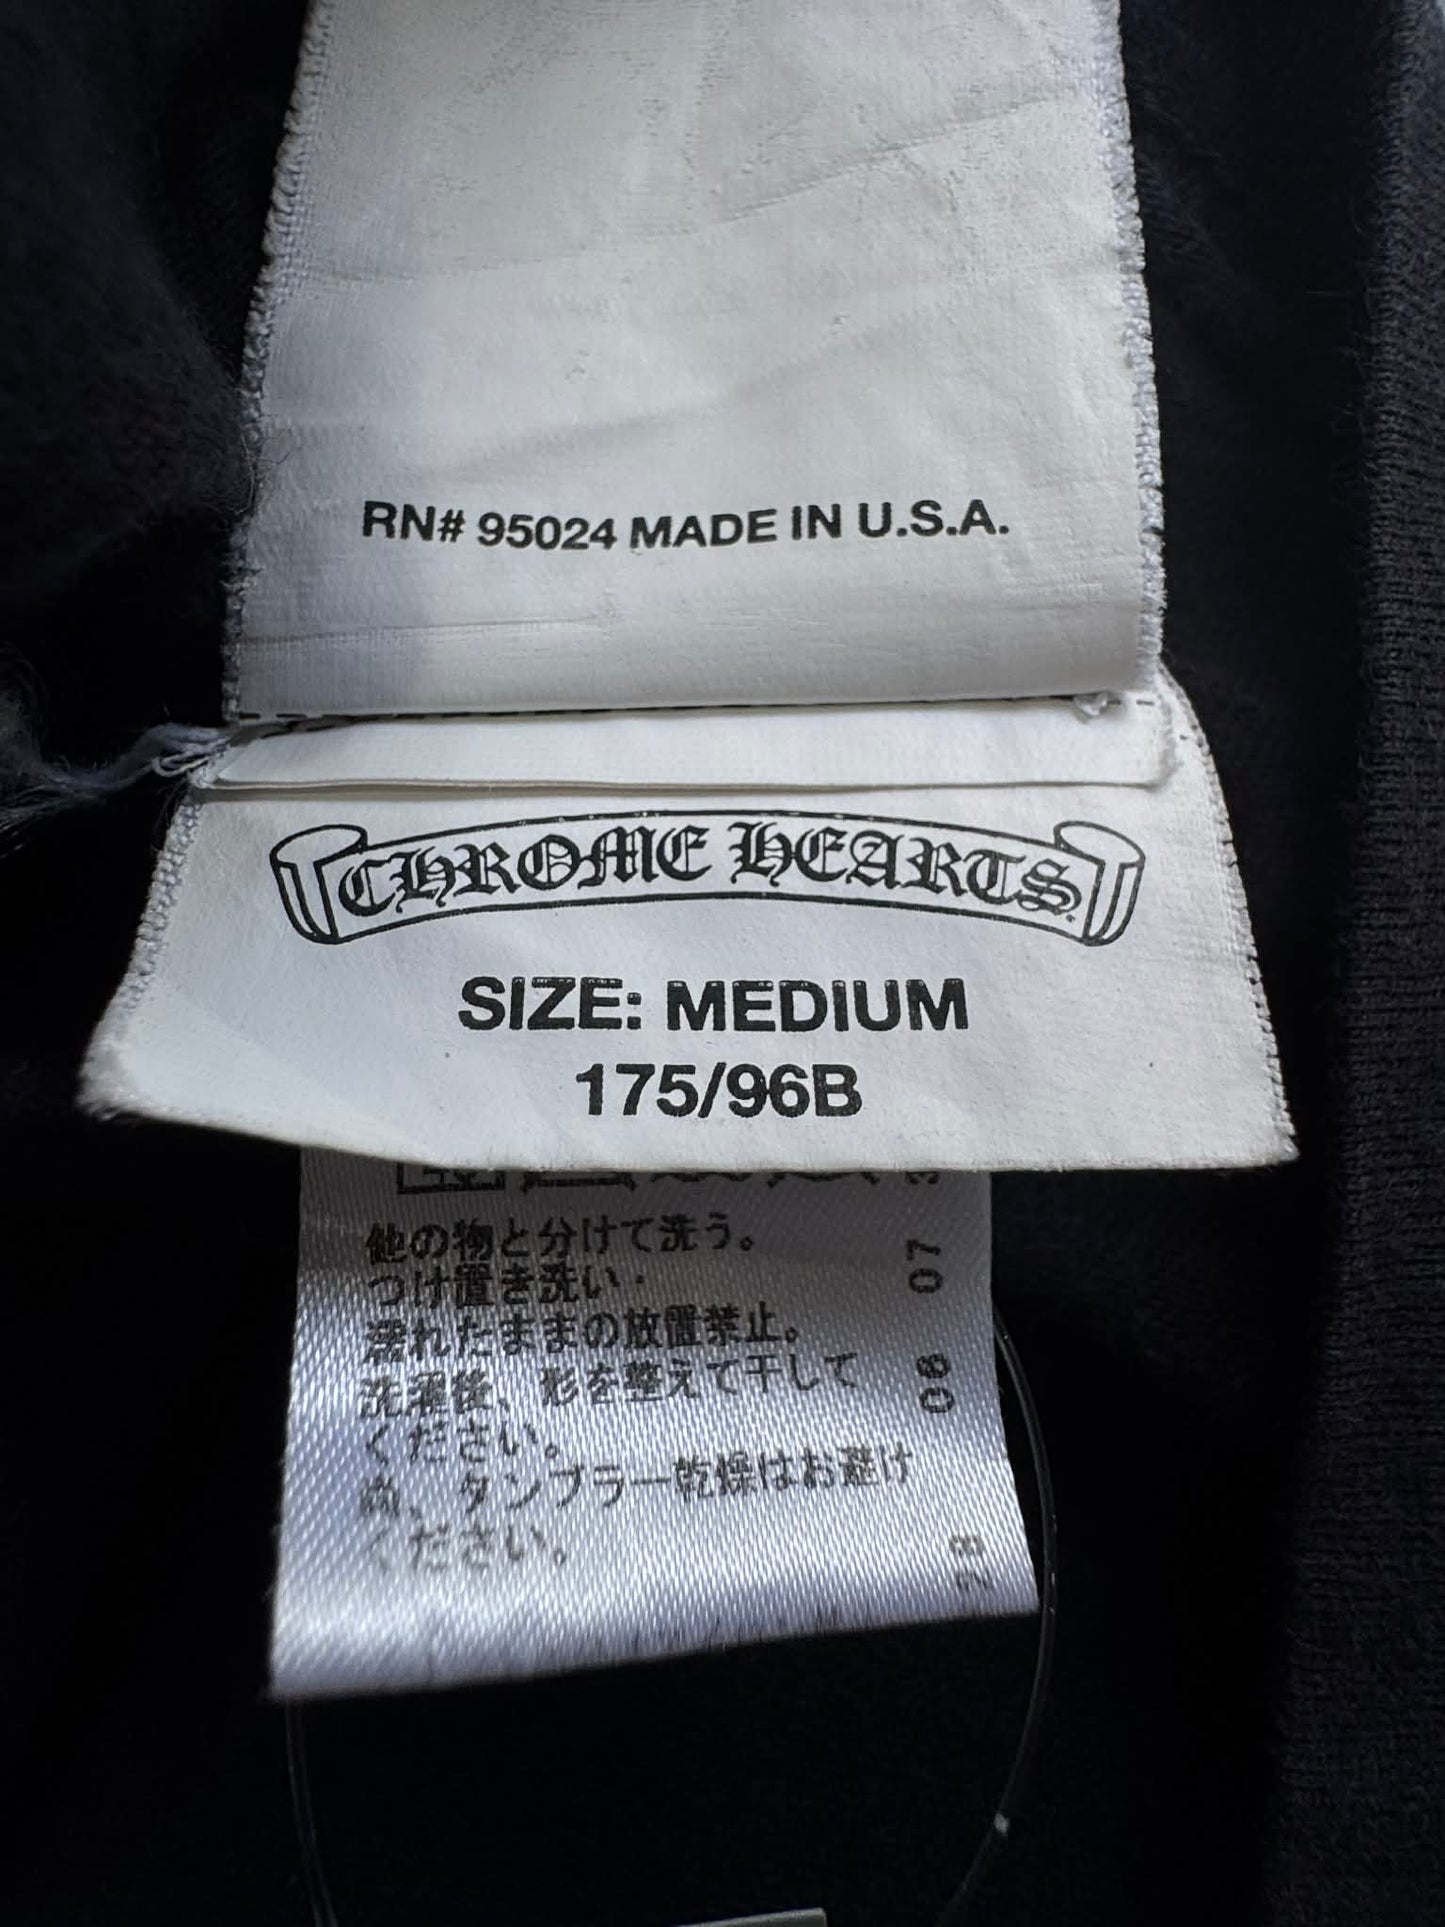 RN# 95024 MADE IN U.S.A.
CHROME HEARTS
SIZE: MEDIUM
175/96B
他の物と分けて洗う。
つけ置き洗い・
濡れたままの放置禁止。
洗濯後、形を整えて干して
ください。
尚、タンブラー乾燥はお避け
ください。
07
06